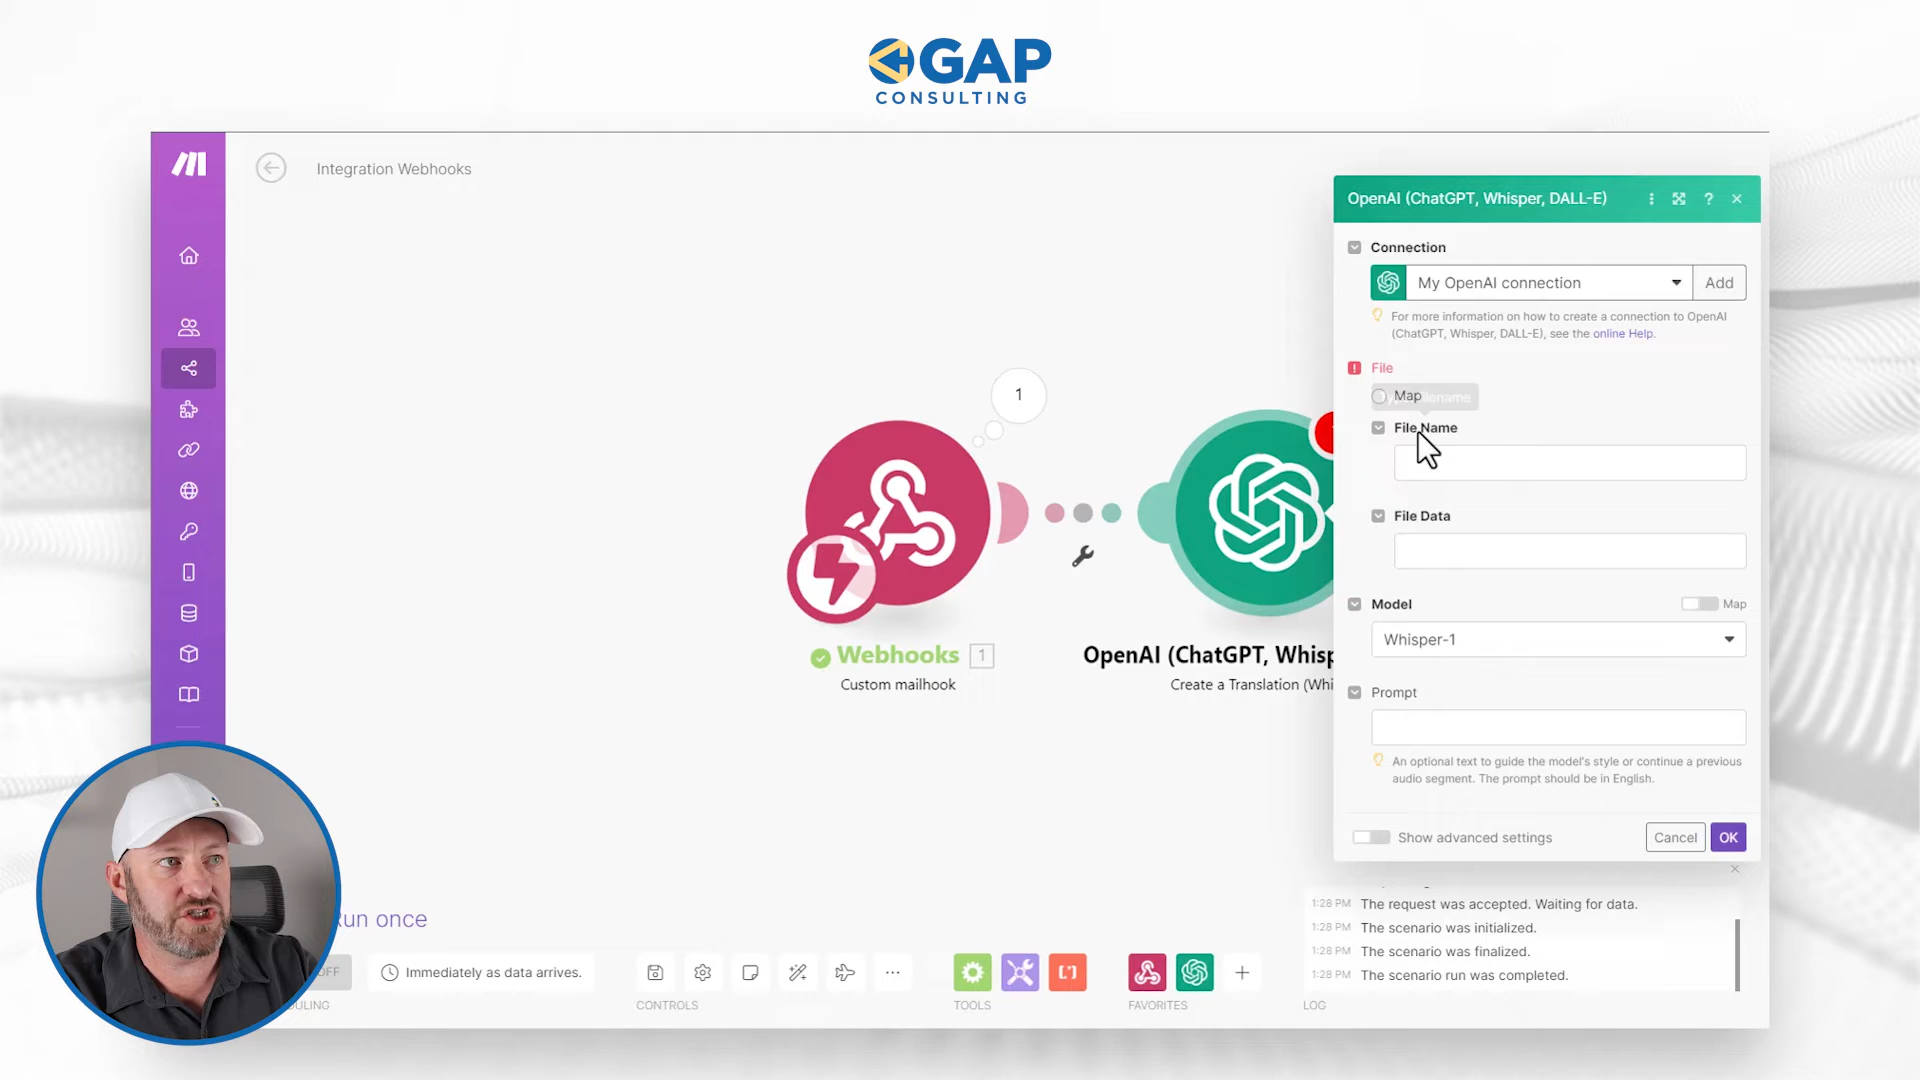 GAP
CONSULTING
Integration Webhooks
OpenAI (ChatGPT, Whisper, DALL-E)
?
Connection
My OpenAI connection
Add
For more information on how to create a connection to OpenAI
(ChatGPT, Whisper, DALL-E), see the online Help.
File
Map
File Name
File Data
Model
Map
Whisper-1
Prompt
An optional text to guide the model's style or continue a previous
audio segment. The prompt should be in English.
Show advanced settings
Cancel
OK
1
Webhooks 1
Custom mailhook
OpenAI (ChatGPT, Whisp
Create a Translation (Whi
Run once
OFF
Immediately as data arrives.
ULING
CONTROLS
TOOLS
FAVORITES
LOG
1:28 PM The request was accepted. Waiting for data.
1:28 PM The scenario was initialized.
1:28 PM The scenario was finalized.
1:28 PM The scenario run was completed.